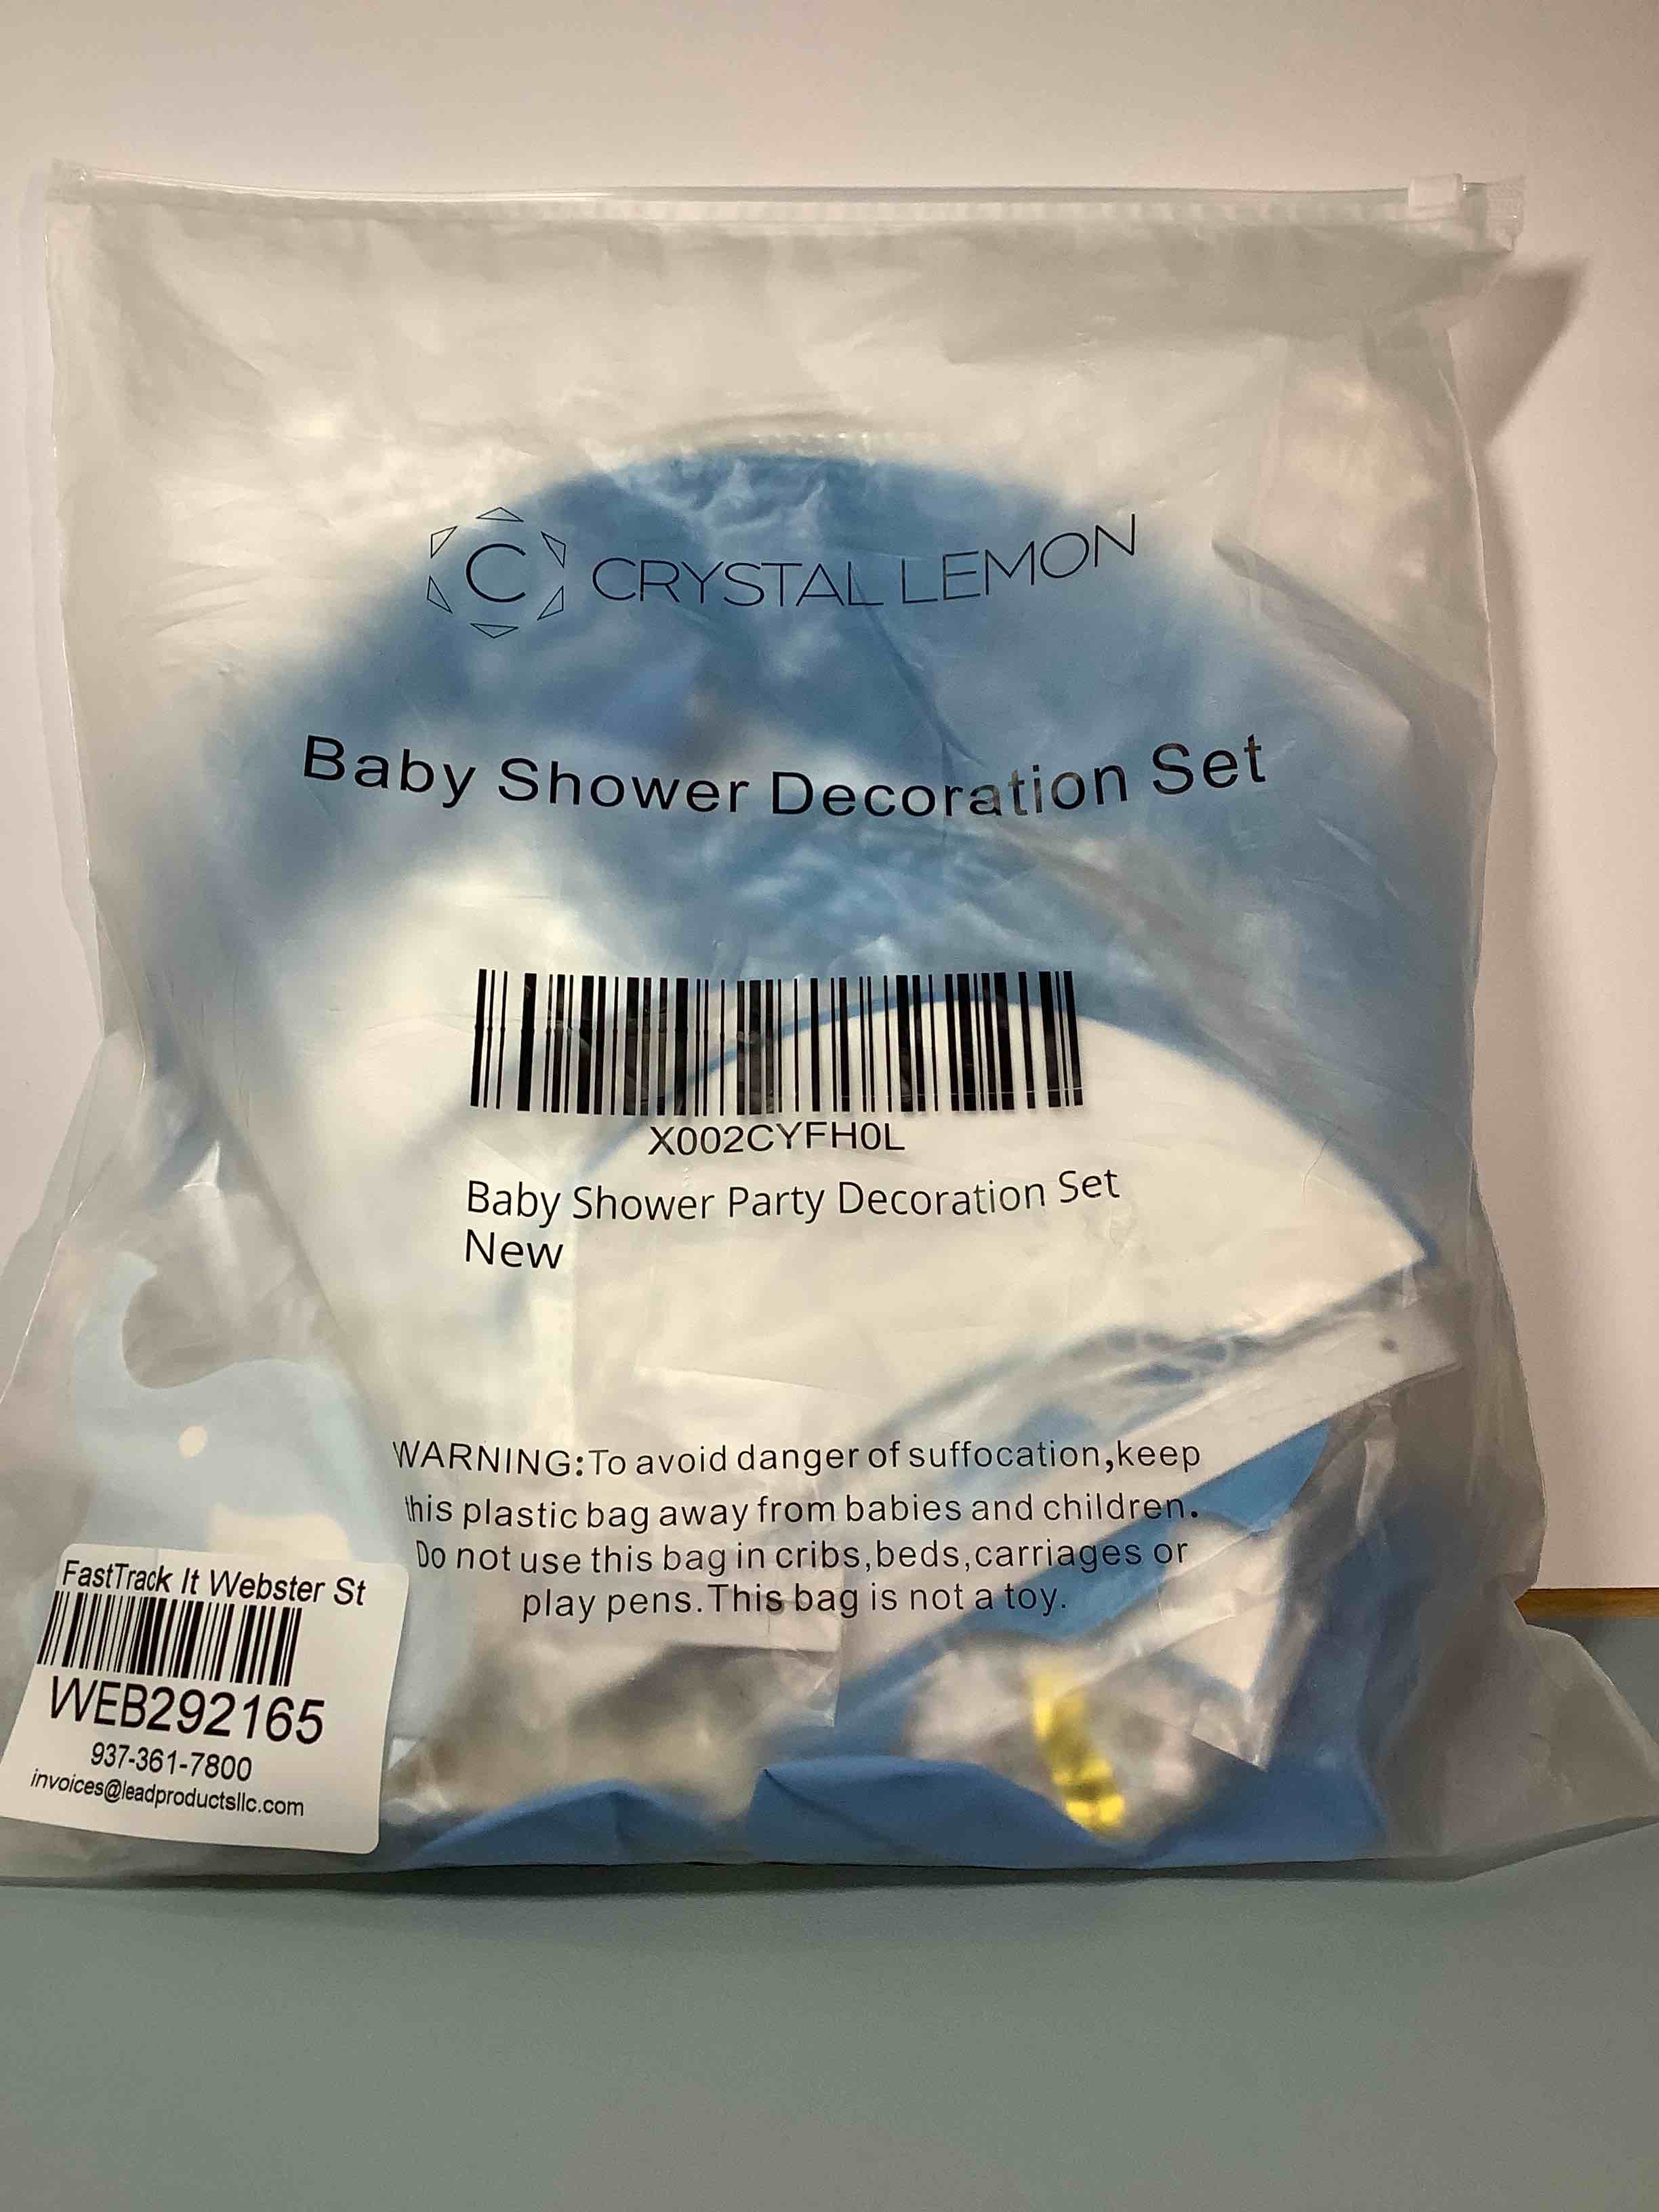 C CRYSTAL LEMON
Baby Shower Decoration Set
X002CYFH0L
Baby Shower Party Decoration Set
New
WARNING:To avoid danger of suffocation,keep
this plastic bag away from babies and children.
Do not use this bag in cribs,beds,carriages or
play pens.This bag is not a toy.
FastTrack It Webster St
WEB292165
937-361-7800
invoices@leadproductsllc.com